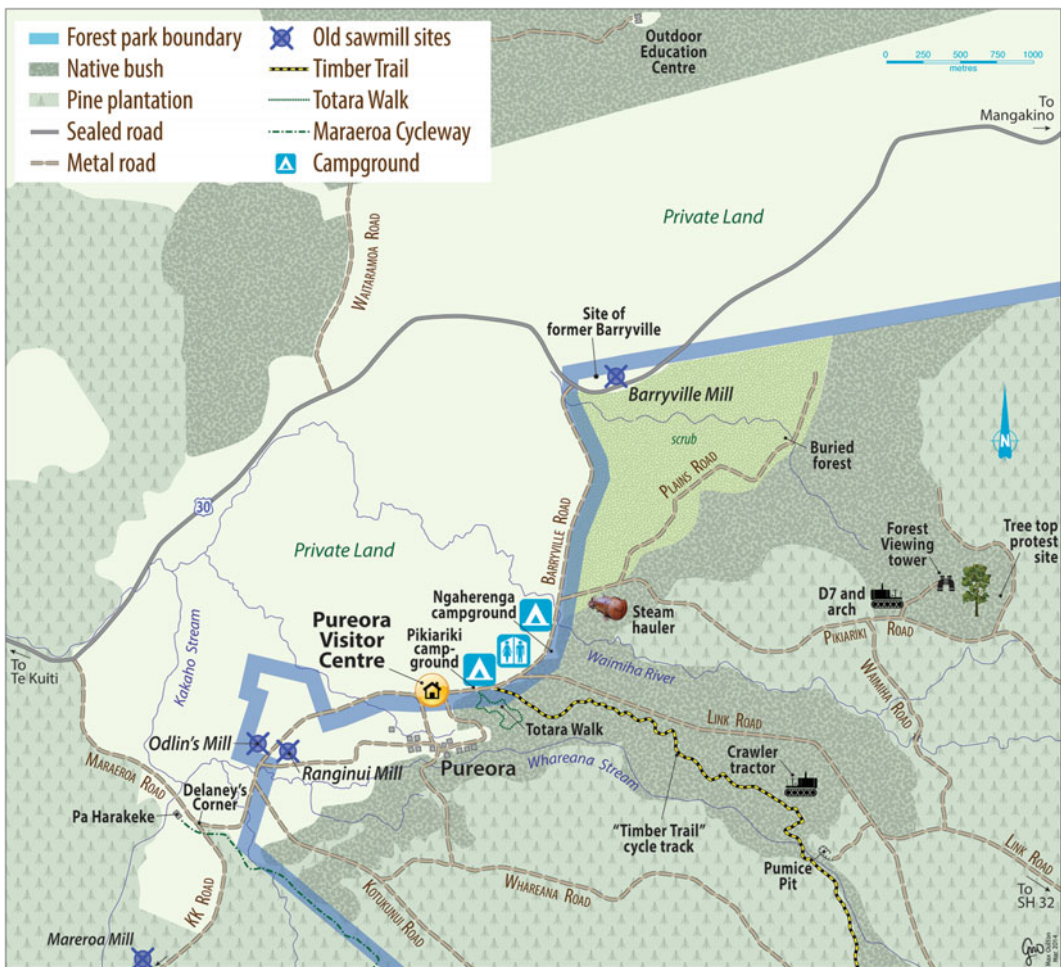 Forest park boundary
Native bush
Pine plantation
Sealed road
Metal road
Old sawmill sites
Timber Trail
Totara Walk
Maraeroa Cycleway
Campground
Outdoor
Education
Centre
0 250 500 750 1000
metres
To
Mangakino
WAITARAMOA ROAD
Private Land
Site of
former Barryville
Barryville Mill
scrub
Buried
forest
PLAINS ROAD
N
30
BARRYVILLE ROAD
Private Land
Forest
Viewing
tower
Tree top
protest
site
D7 and
arch
PIKIARIKI ROAD
Ngaherenga
campground
Steam
hauler
Pureora
Visitor
Centre
Pikiariki
camp-
ground
Waimiha River
WAIMIHA ROAD
To
Te Kuiti
Kakaho Stream
LINK ROAD
Totara Walk
Odlin's Mill
Ranginui Mill
Pureora
Whareana Stream
Crawler
tractor
MARAEROA ROAD
Delaney's
Corner
Pa Harakeke
"Timber Trail"
cycle track
Pumice
Pit
LINK ROAD
To
SH 32
KK ROAD
KOTUKUNUI ROAD
WHAREANA ROAD
Mareroa Mill